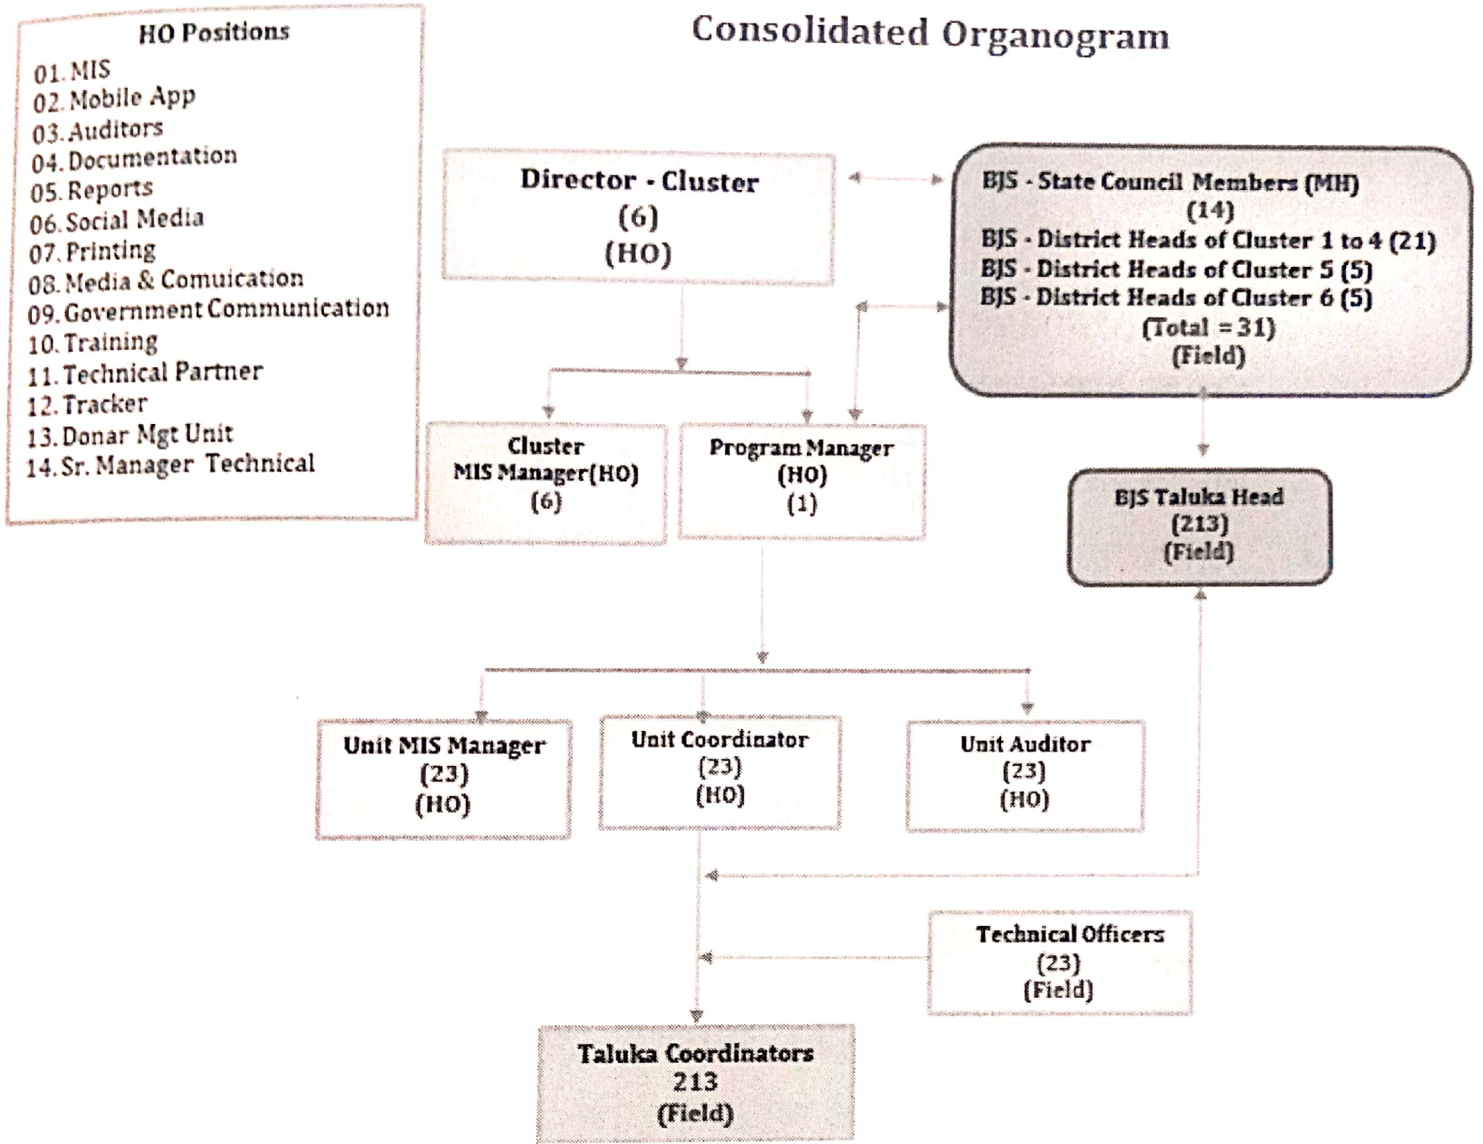 Consolidated Organogram
HO Positions
01. MIS
02. Mobile App
03. Auditors
04. Documentation
05. Reports
06. Social Media
07. Printing
08. Media & Comuication
09. Government Communication
10. Training
11. Technical Partner
12. Tracker
13. Donar Mgt Unit
14. Sr. Manager Technical
Director - Cluster
(6)
(HO)
BJS - State Council Members (MH)
(14)
BJS - District Heads of Cluster 1 to 4 (21)
BJS - District Heads of Cluster 5 (5)
BJS - District Heads of Cluster 6 (5)
(Total = 31)
(Field)
Cluster
MIS Manager(HO)
(6)
Program Manager
(HO)
(1)
BJS Taluka Head
(213)
(Field)
Unit MIS Manager
(23)
(HO)
Unit Coordinator
(23)
(HO)
Unit Auditor
(23)
(HO)
Technical Officers
(23)
(Field)
Taluka Coordinators
213
(Field)